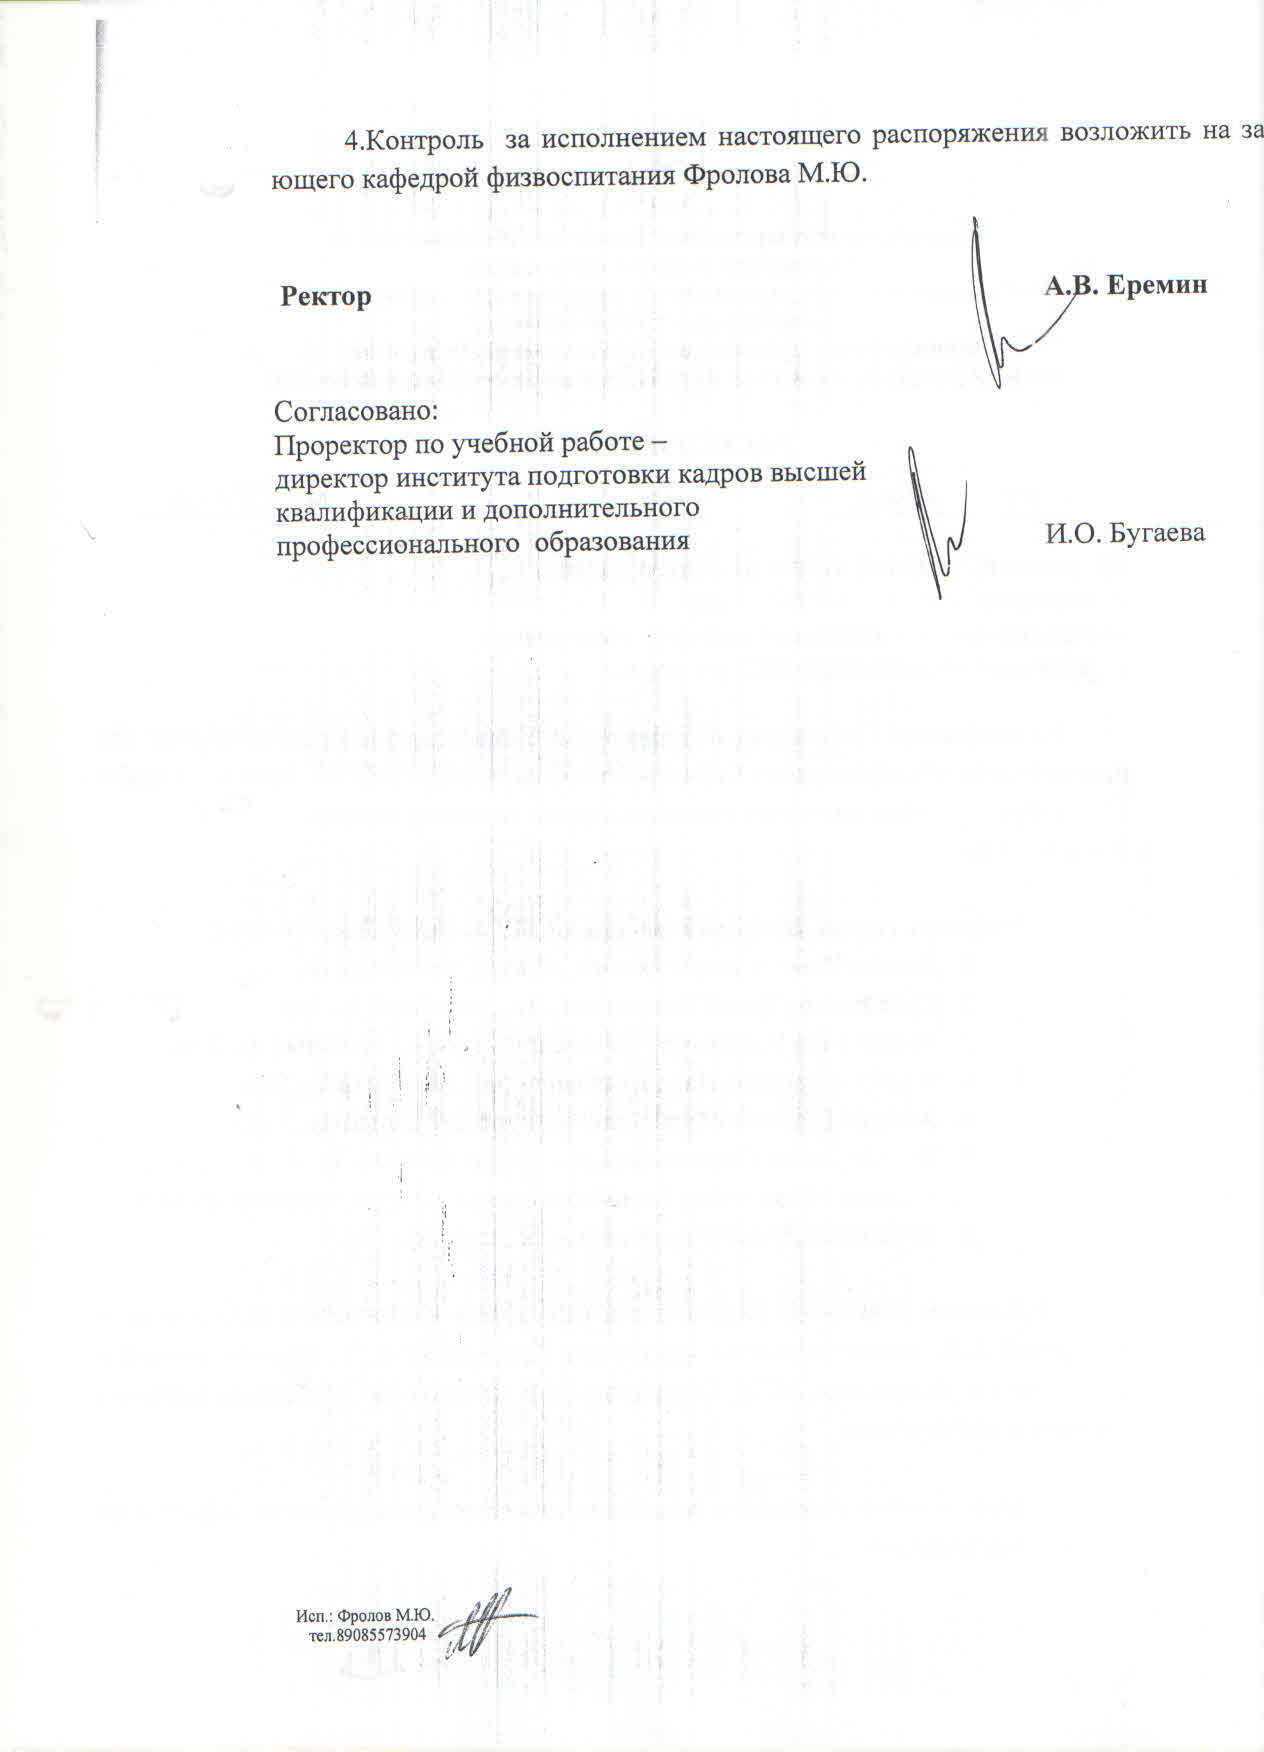 4.Контроль за исполнением настоящего распоряжения возложить на за
ющего кафедрой физвоспитания Фролова М.Ю.
Ректор А.В. Еремин
Согласовано:
Проректор по учебной работе –
директор института подготовки кадров высшей
квалификации и дополнительного
профессионального образования И.О. Бугаева
Исп.: Фролов М.Ю.
тел.89085573904